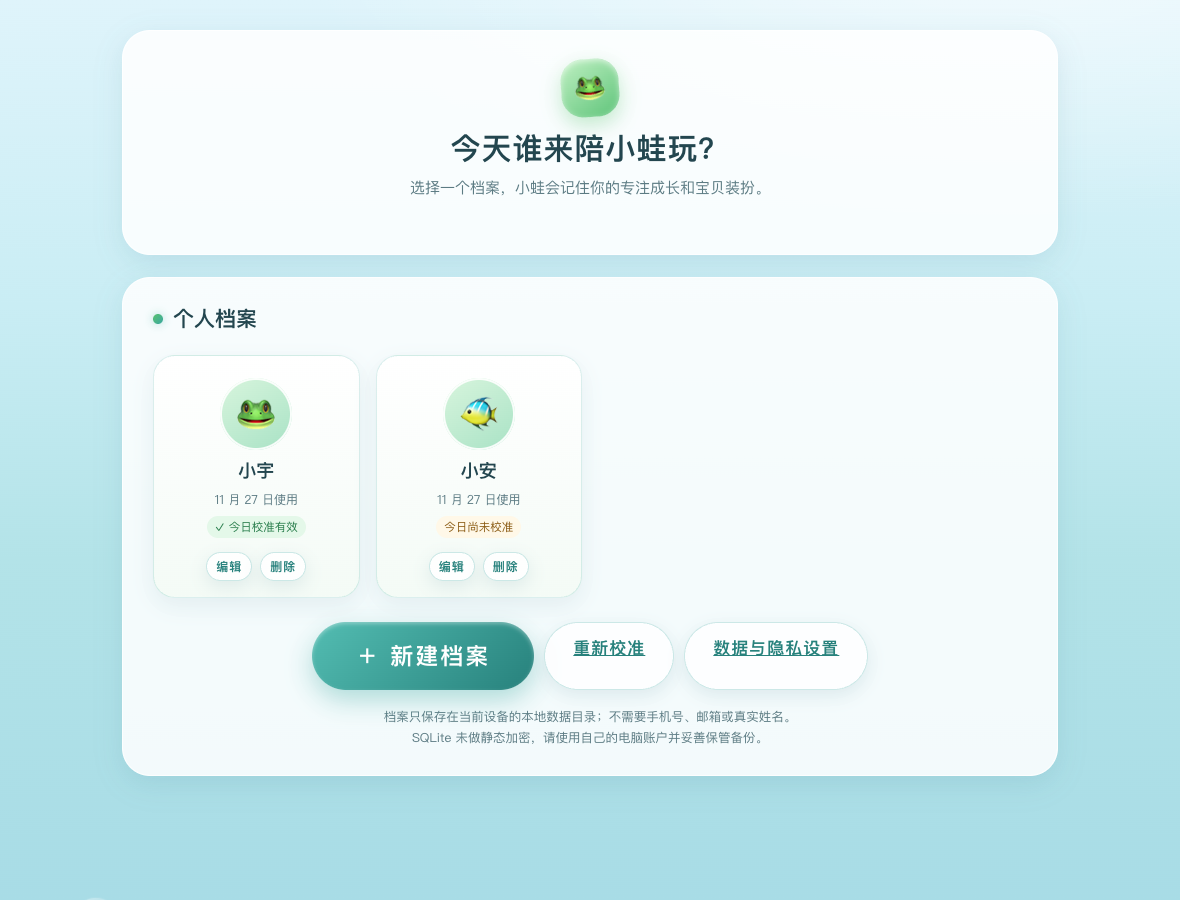 今天谁来陪小蛙玩?
选择一个档案，小蛙会记住你的专注成长和宝贝装扮。
个人档案
小宇
11 月 27 日使用
✓ 今日校准有效
编辑 删除
小安
11 月 27 日使用
今日尚未校准
编辑 删除
＋ 新建档案
重新校准
数据与隐私设置
档案只保存在当前设备的本地数据目录；不需要手机号、邮箱或真实姓名。
SQLite 未做静态加密，请使用自己的电脑账户并妥善保管备份。